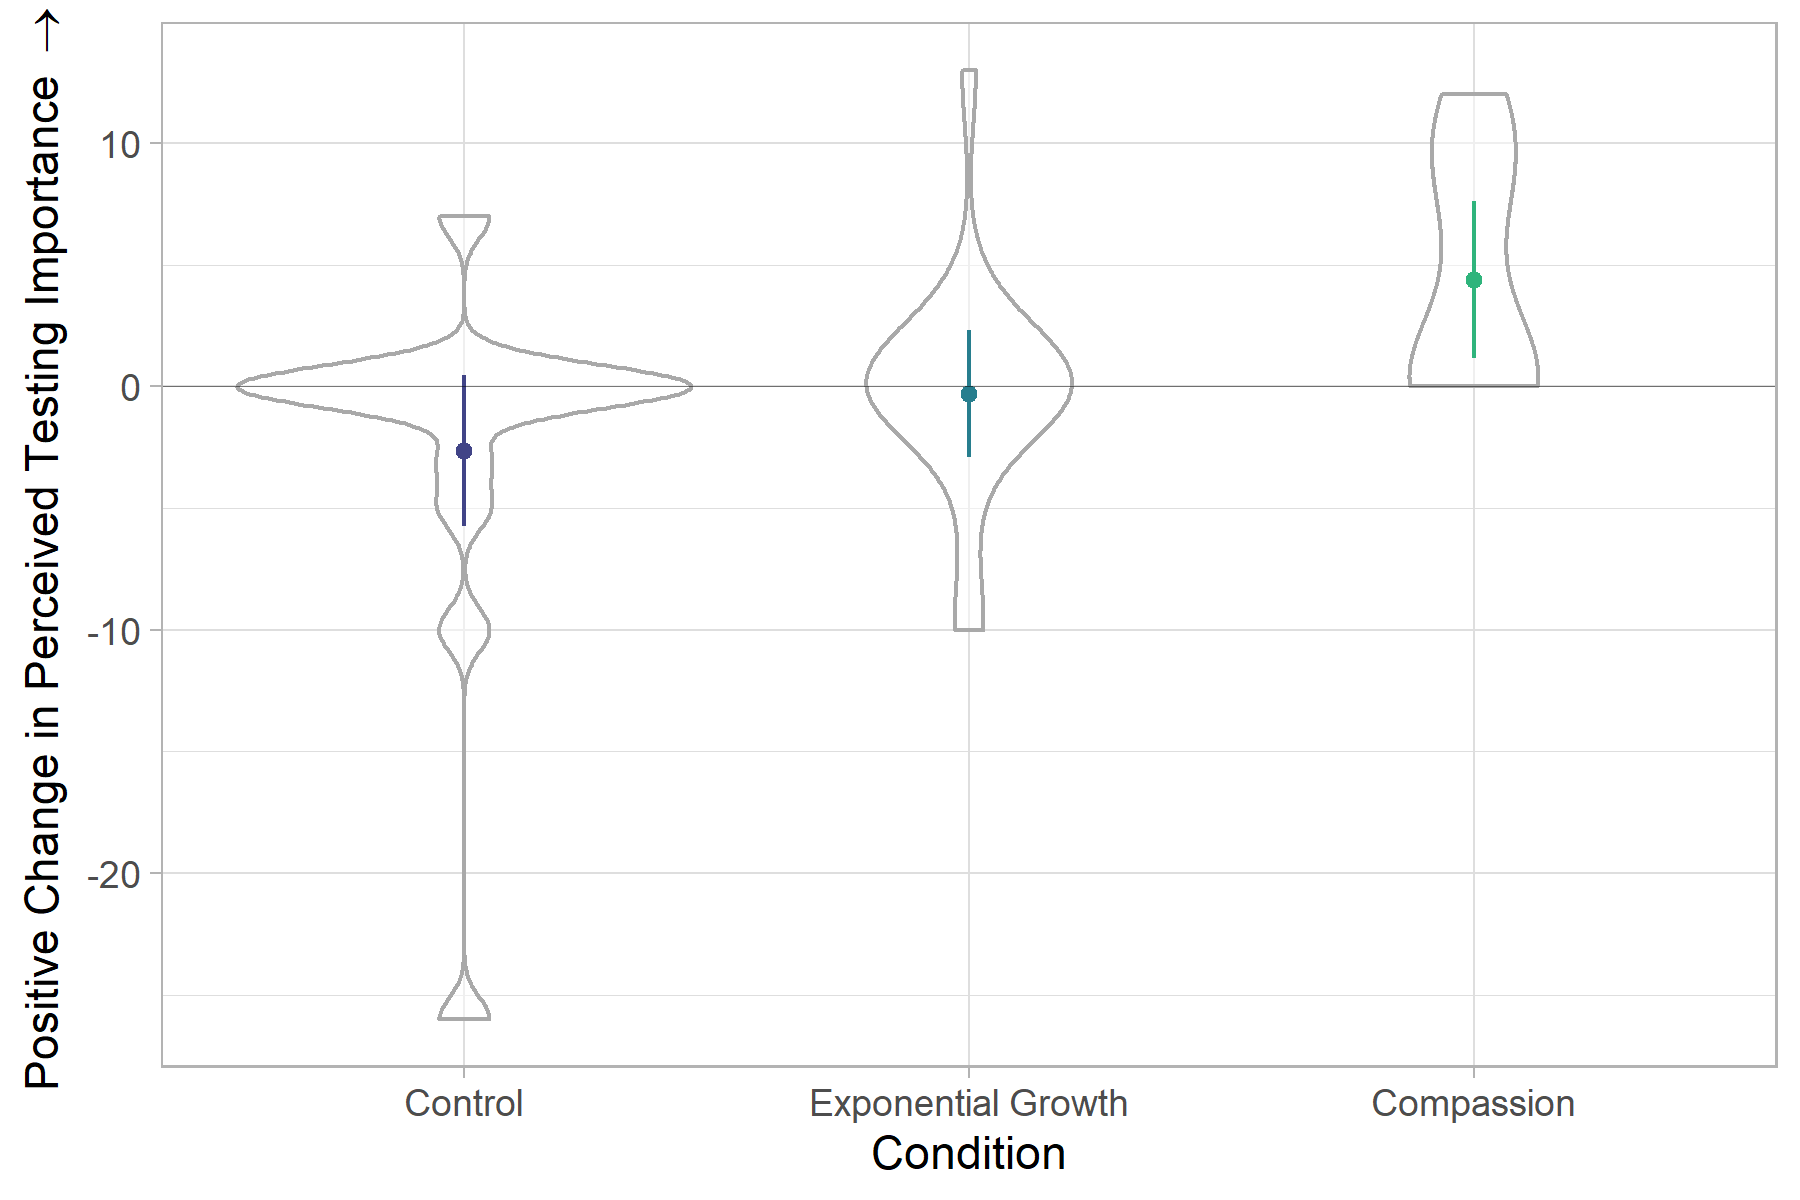 Positive Change in Perceived Testing Importance →
10
0
-10
-20
Control
Exponential Growth
Compassion
Condition